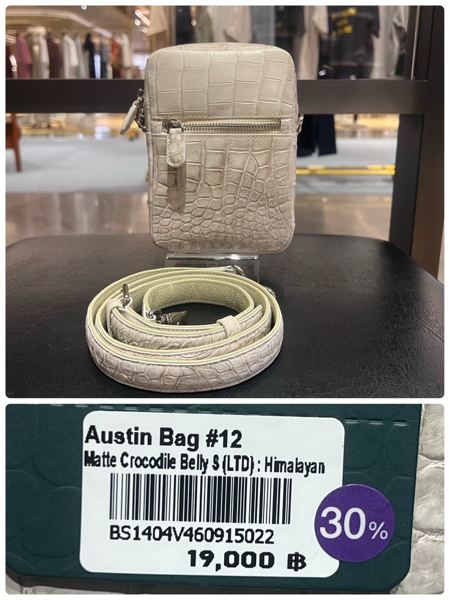 Austin Bag #12
Matte Crocodile Belly S (LTD) : Himalayan
BS1404V460915022
19,000 ฿
30%